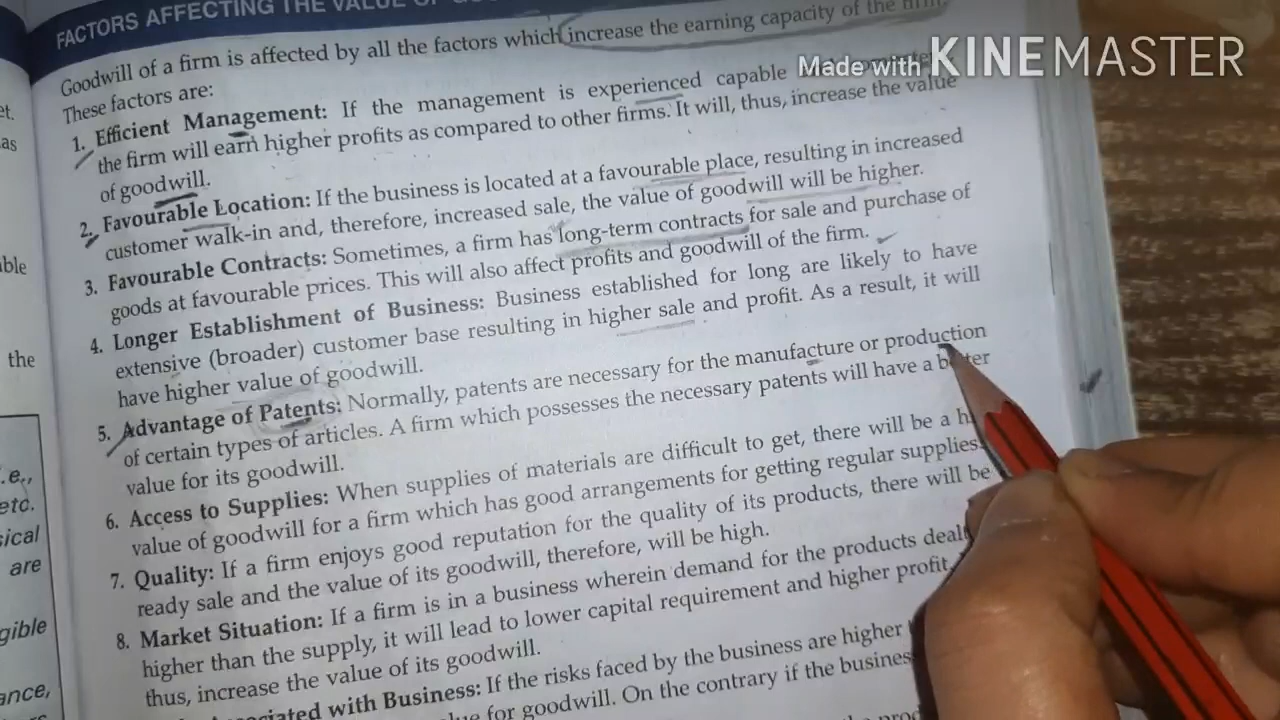 FACTORS AFFECTING THE VALUE OF
Goodwill of a firm is affected by all the factors which increase the earning capacity of the firm.
These factors are:
1. Efficient Management: If the management is experienced capable
the firm will earn higher profits as compared to other firms. It will, thus, increase the value
of goodwill.
2. Favourable Location: If the business is located at a favourable place, resulting in increased
customer walk-in and, therefore, increased sale, the value of goodwill will be higher.
3. Favourable Contracts: Sometimes, a firm has long-term contracts for sale and purchase of
goods at favourable prices. This will also affect profits and goodwill of the firm.
4. Longer Establishment of Business: Business established for long are likely to have
extensive (broader) customer base resulting in higher sale and profit. As a result, it will
have higher value of goodwill.
5. Advantage of Patents: Normally, patents are necessary for the manufacture or production
of certain types of articles. A firm which possesses the necessary patents will have a better
value for its goodwill.
6. Access to Supplies: When supplies of materials are difficult to get, there will be a
value of goodwill for a firm which has good arrangements for getting regular supplies.
7. Quality: If a firm enjoys good reputation for the quality of its products, there will be
ready sale and the value of its goodwill, therefore, will be high.
8. Market Situation: If a firm is in a business wherein demand for the products dealt
higher than the supply, it will lead to lower capital requirement and higher profit,
thus, increase the value of its goodwill.
with Business: If the risks faced by the business are higher
for goodwill. On the contrary if the business
Made with KINEMASTER
et.
as
the
.e.,
etc.
are